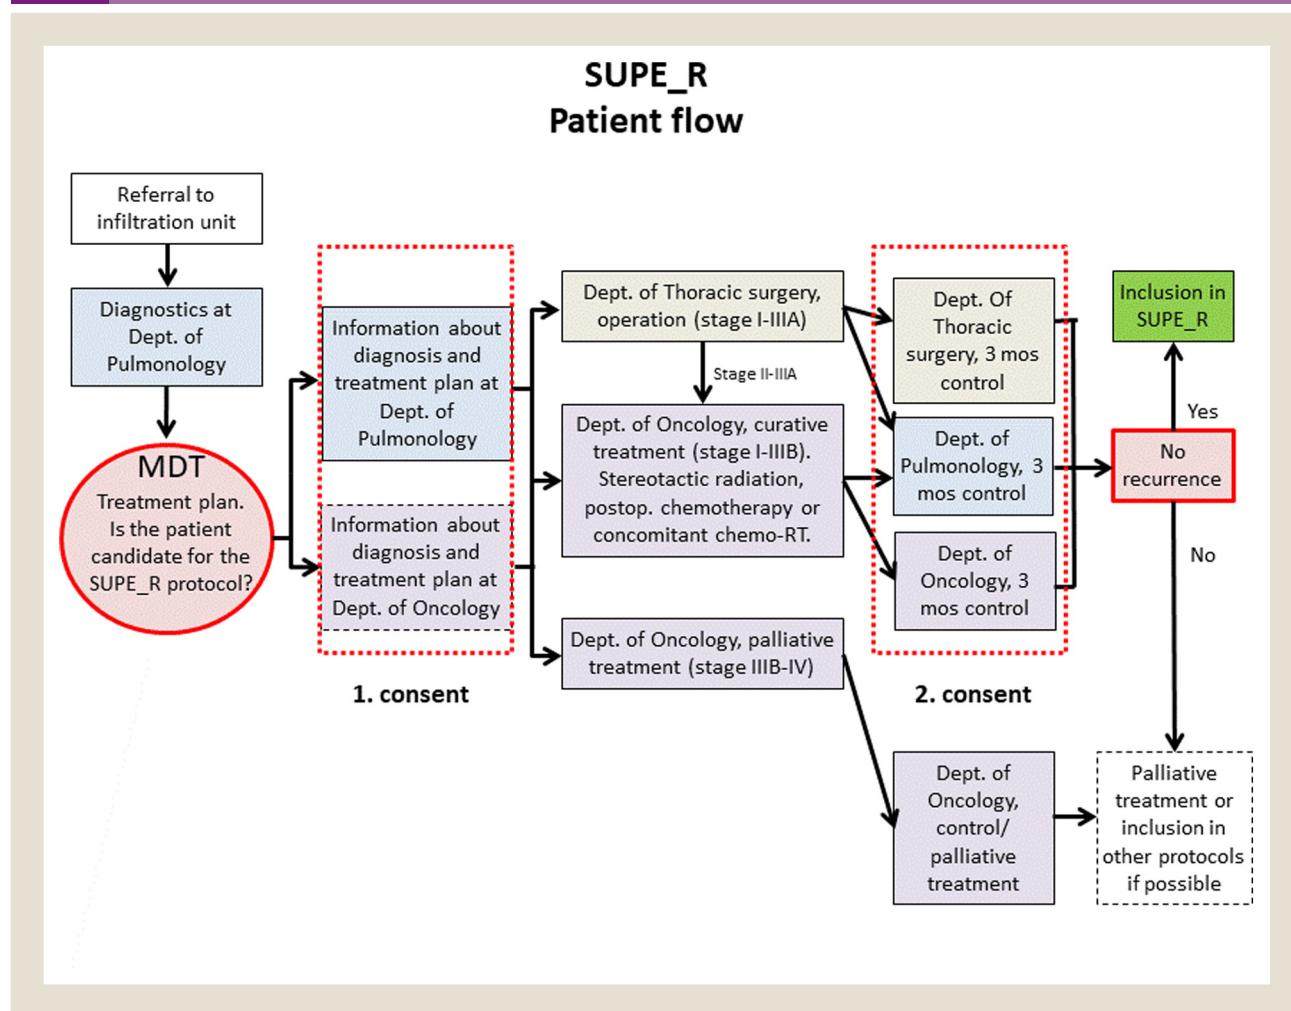 SUPE_R
Patient flow
Referral to
infiltration unit
Diagnostics at
Dept. of
Pulmonology
MDT
Treatment plan.
Is the patient
candidate for the
SUPE_R protocol?
Information about
diagnosis and
treatment plan at
Dept. of
Pulmonology
Information about
diagnosis and
treatment plan at
Dept. of Oncology
1. consent
Dept. of Thoracic surgery,
operation (stage I-IIIA)
Stage II-IIIA
Dept. of Oncology, curative
treatment (stage I-IIIB).
Stereotactic radiation,
postop. chemotherapy or
concomitant chemo-RT.
Dept. of Oncology, palliative
treatment (stage IIIB-IV)
Dept. Of
Thoracic
surgery, 3 mos
control
Dept. of
Pulmonology, 3
mos control
Dept. of
Oncology, 3
mos control
2. consent
Dept. of
Oncology,
control/
palliative
treatment
Inclusion in
SUPE_R
Yes
No
recurrence
No
Palliative
treatment or
inclusion in
other protocols
if possible